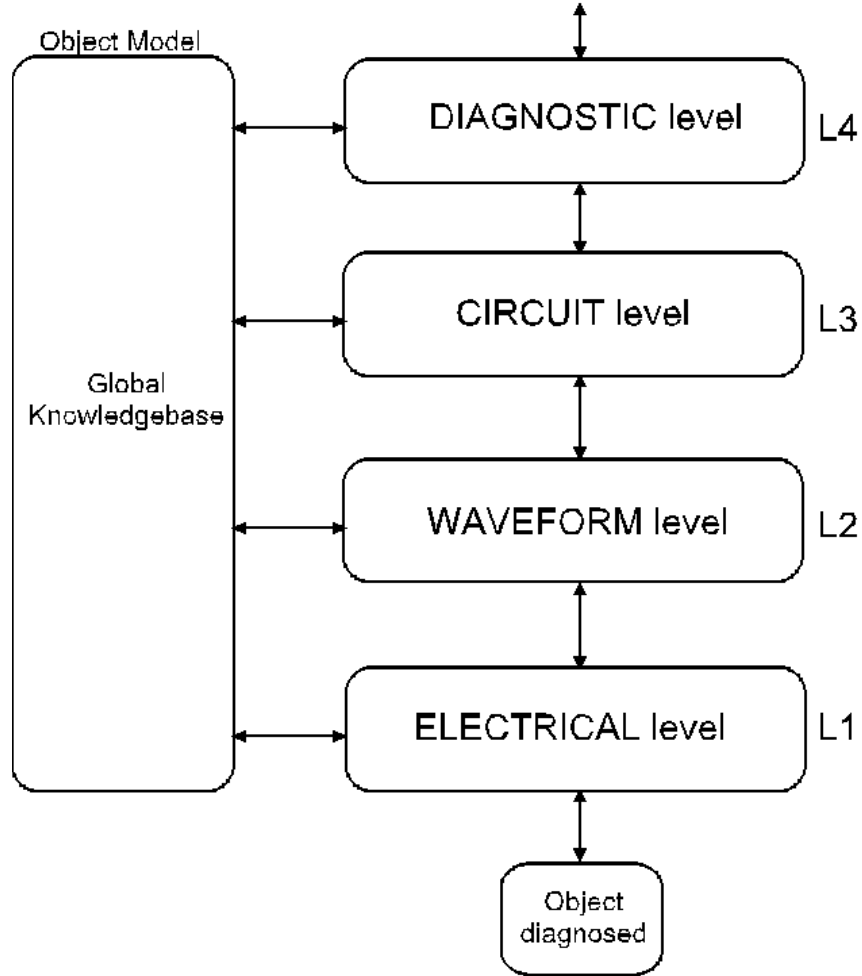 Object Model
DIAGNOSTIC level
L4
CIRCUIT level
L3
Global
Knowledgebase
WAVEFORM level
L2
ELECTRICAL level
L1
Object
diagnosed